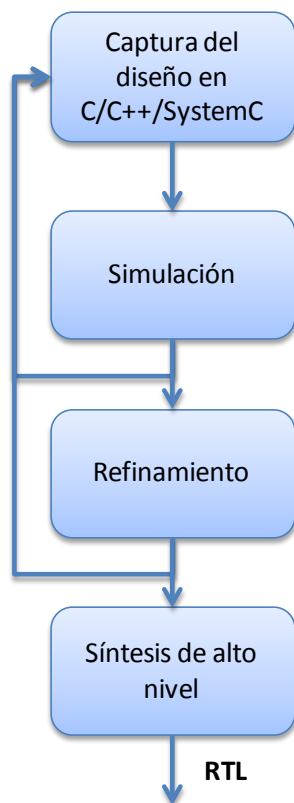 Captura del
diseño en
C/C++/SystemC
Simulación
Refinamiento
Síntesis de alto
nivel
RTL